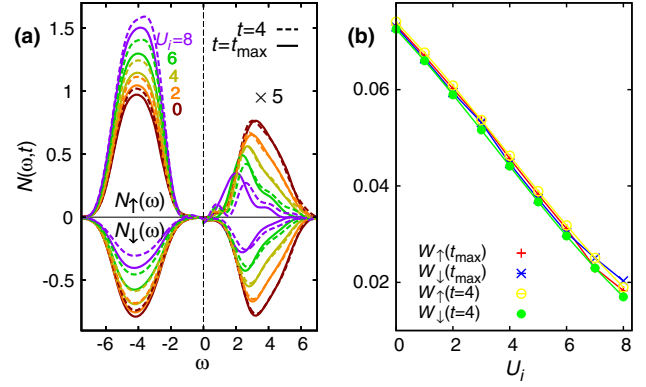 (a)
U_i=8
6
4
2
0
t=4
t=t_max
× 5
N(ω,t)
N↑(ω)
N↓(ω)
1.5
1
0.5
0
-0.5
-6 -4 -2 0 2 4 6
ω
(b)
0.06
0.04
0.02
W↑(t_max)
W↓(t_max)
W↑(t=4)
W↓(t=4)
0 2 4 6 8
U_i